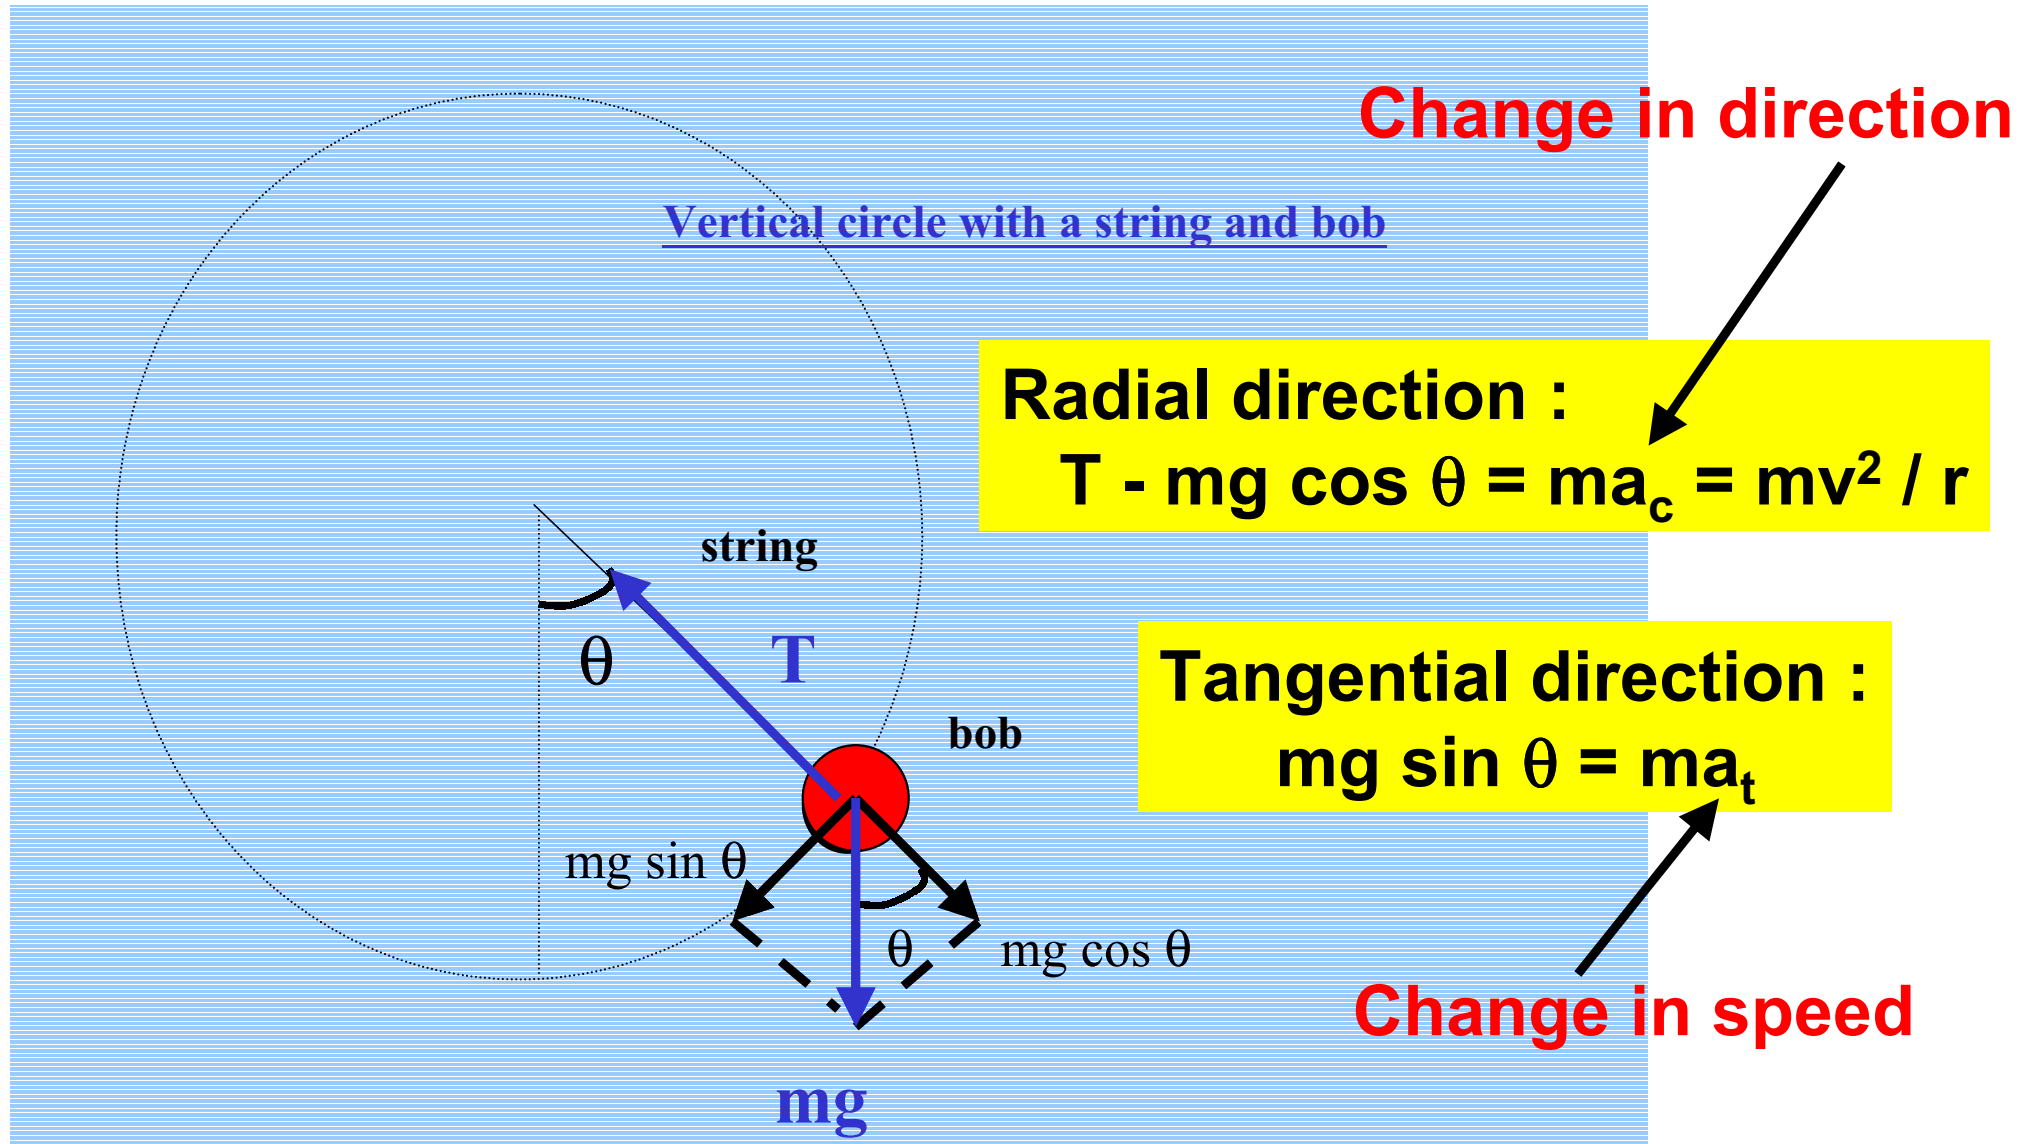 Change in direction
Vertical circle with a string and bob
Radial direction :
T - mg cos θ = ma_c = mv² / r
string
θ
T
Tangential direction :
mg sin θ = ma_t
bob
mg sin θ
θ
mg cos θ
Change in speed
mg